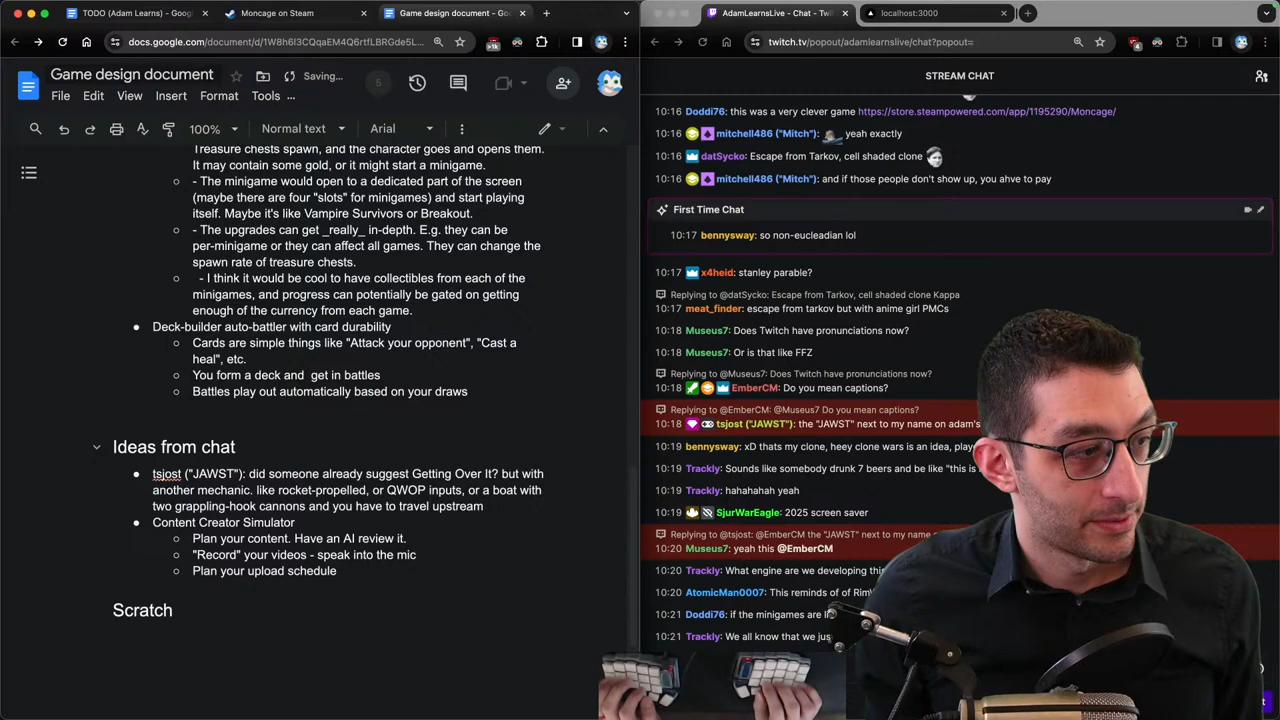 TODO (Adam Learns) - Goog
Moncage on Steam
Game design document - Goo
docs.google.com/document/d/1W8h6I3CQqaEM4Q6rtfLBRGde5L...
Game design document
Saving...
5
File Edit View Insert Format Tools ...
100%
Normal text
Arial
Treasure chests spawn, and the character goes and opens them.
It may contain some gold, or it might start a minigame.
- The minigame would open to a dedicated part of the screen
(maybe there are four "slots" for minigames) and start playing
itself. Maybe it's like Vampire Survivors or Breakout.
- The upgrades can get _really_ in-depth. E.g. they can be
per-minigame or they can affect all games. They can change the
spawn rate of treasure chests.
- I think it would be cool to have collectibles from each of the
minigames, and progress can potentially be gated on getting
enough of the currency from each game.
Deck-builder auto-battler with card durability
Cards are simple things like "Attack your opponent", "Cast a
heal", etc.
You form a deck and  get in battles
Battles play out automatically based on your draws
Ideas from chat
tsjost ("JAWST"): did someone already suggest Getting Over It? but with
another mechanic. like rocket-propelled, or QWOP inputs, or a boat with
two grappling-hook cannons and you have to travel upstream
Content Creator Simulator
Plan your content. Have an AI review it.
"Record" your videos - speak into the mic
Plan your upload schedule
Scratch
AdamLearnsLive - Chat - Twi
localhost:3000
twitch.tv/popout/adamlearnslive/chat?popout=
STREAM CHAT
10:16 Doddi76: this was a very clever game https://store.steampowered.com/app/1195290/Moncage/
10:16 mitchell486 ("Mitch"): yeah exactly
10:16 datSycko: Escape from Tarkov, cell shaded clone
10:16 mitchell486 ("Mitch"): and if those people don't show up, you ahve to pay
First Time Chat
10:17 bennysway: so non-eucleadian lol
10:17 x4heid: stanley parable?
Replying to @datSycko: Escape from Tarkov, cell shaded clone Kappa
10:17 meat_finder: escape from tarkov but with anime girl PMCs
10:18 Museus7: Does Twitch have pronunciations now?
10:18 Museus7: Or is that like FFZ
Replying to @Museus7: Does Twitch have pronunciations now?
10:18 EmberCM: Do you mean captions?
Replying to @EmberCM: @Museus7 Do you mean captions?
10:18 tsjost ("JAWST"): the "JAWST" next to my name on adam's
10:19 bennysway: xD thats my clone, heey clone wars is an idea, play
10:19 Trackly: Sounds like somebody drunk 7 beers and be like "this is
10:19 Trackly: hahahahah yeah
10:19 SjurWarEagle: 2025 screen saver
Replying to @tsjost: @EmberCM the "JAWST" next to my name o
10:20 Museus7: yeah this @EmberCM
10:20 Trackly: What engine are we developing thi
10:20 AtomicMan0007: This reminds of of Rim
10:21 Doddi76: if the minigames are li
10:21 Trackly: We all know that we jus